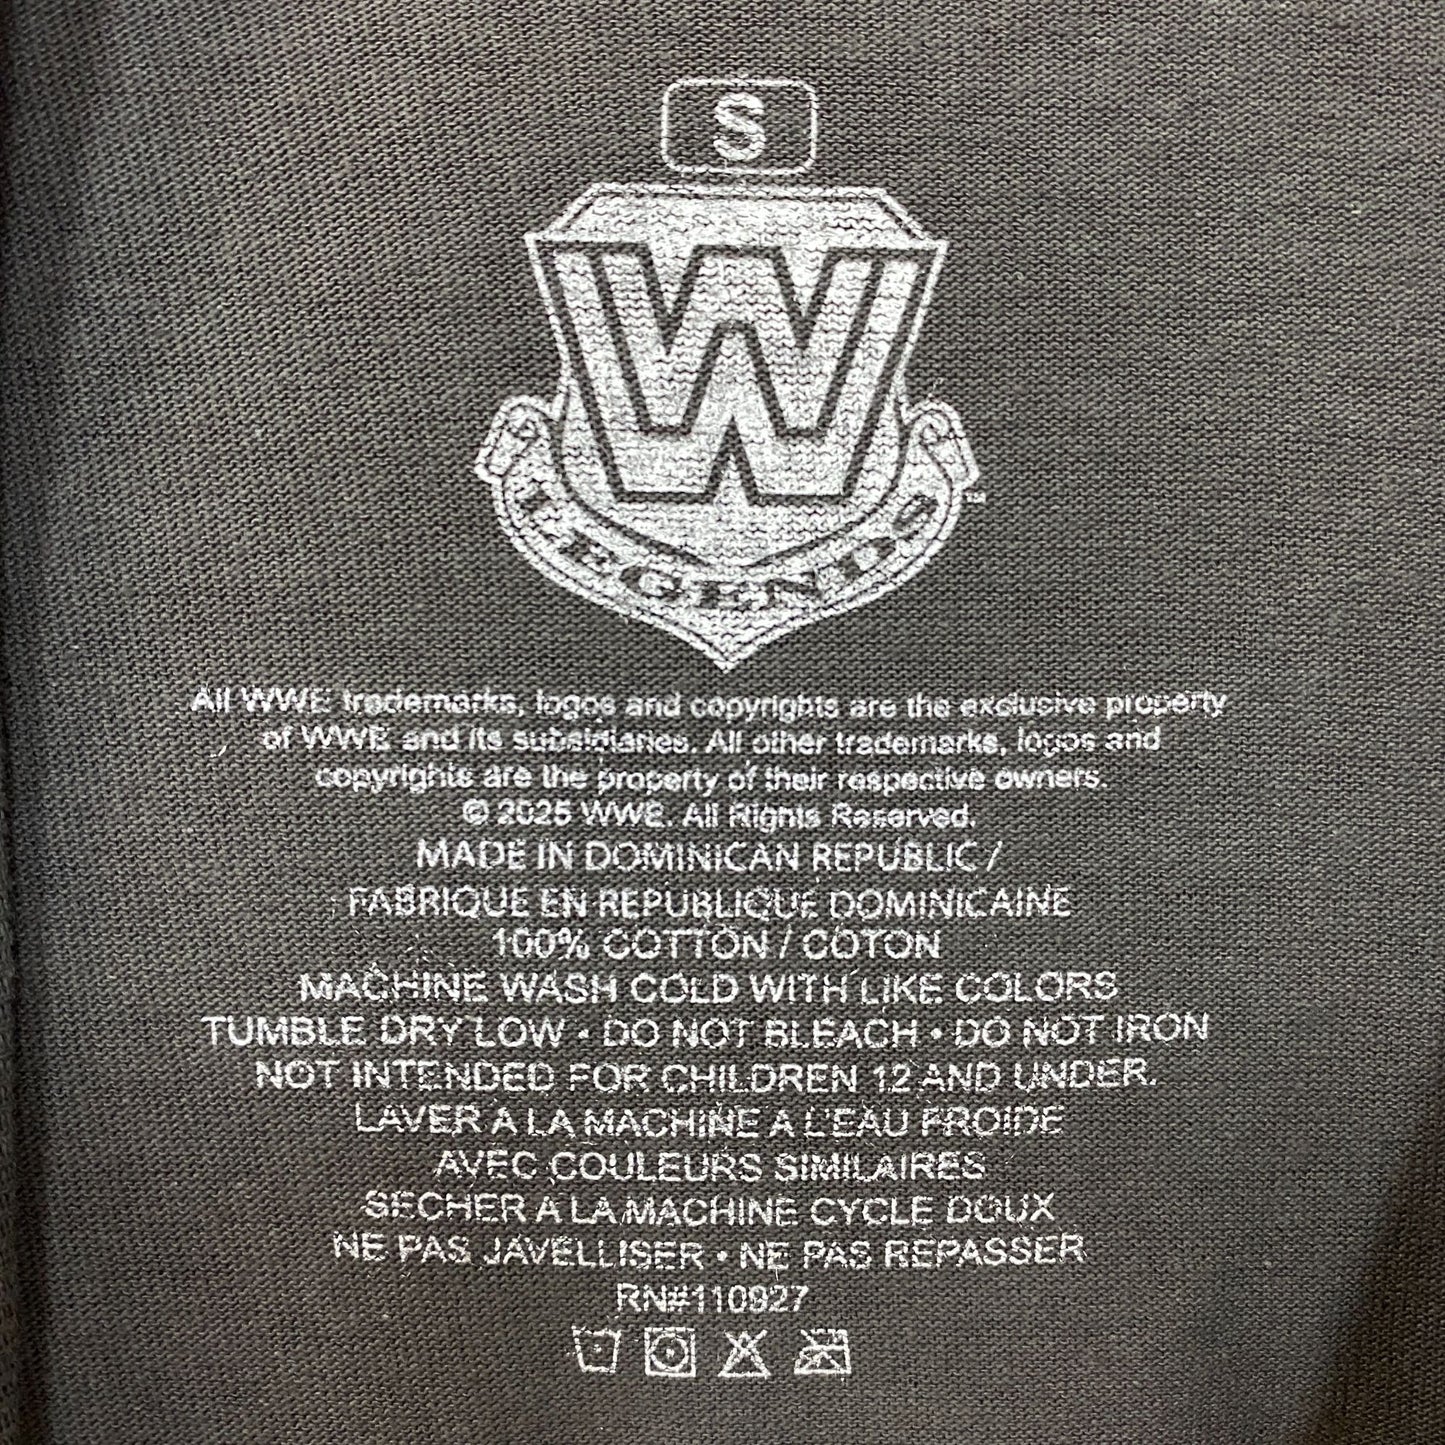 S
W
LEGENDS
TM
All WWE trademarks, logos and copyrights are the exclusive property
of WWE and its subsidiaries. All other trademarks, logos and
copyrights are the property of their respective owners.
© 2025 WWE. All Rights Reserved.
MADE IN DOMINICAN REPUBLIC /
FABRIQUE EN REPUBLIQUE DOMINICAINE
100% COTTON / COTON
MACHINE WASH COLD WITH LIKE COLORS
TUMBLE DRY LOW • DO NOT BLEACH • DO NOT IRON
NOT INTENDED FOR CHILDREN 12 AND UNDER.
LAVER A LA MACHINE A L'EAU FROIDE
AVEC COULEURS SIMILAIRES
SECHER A LA MACHINE CYCLE DOUX
NE PAS JAVELLISER • NE PAS REPASSER
RN#110927